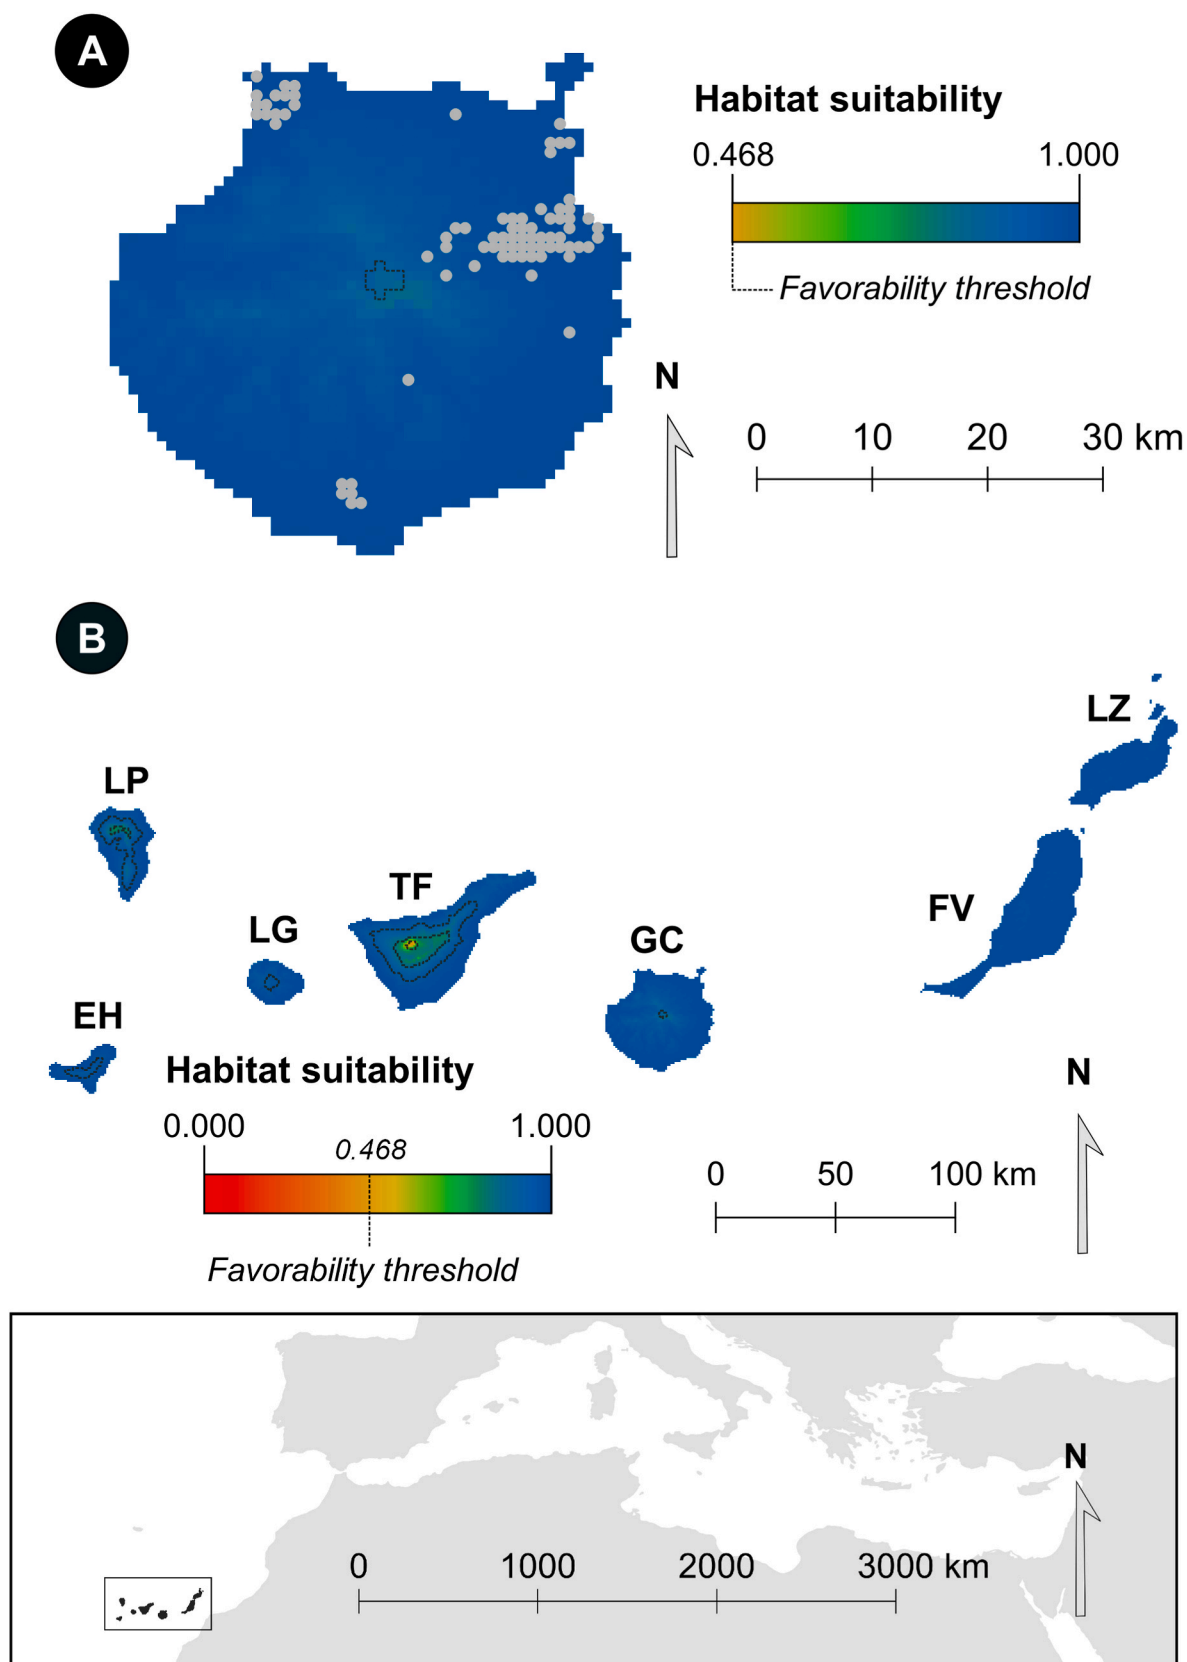 A
Habitat suitability
0.468 1.000
Favorability threshold
N
0 10 20 30 km
B
LZ
LP
TF
FV
LG
GC
EH
Habitat suitability
N
0.000 1.000
0.468
0 50 100 km
Favorability threshold
N
0 1000 2000 3000 km